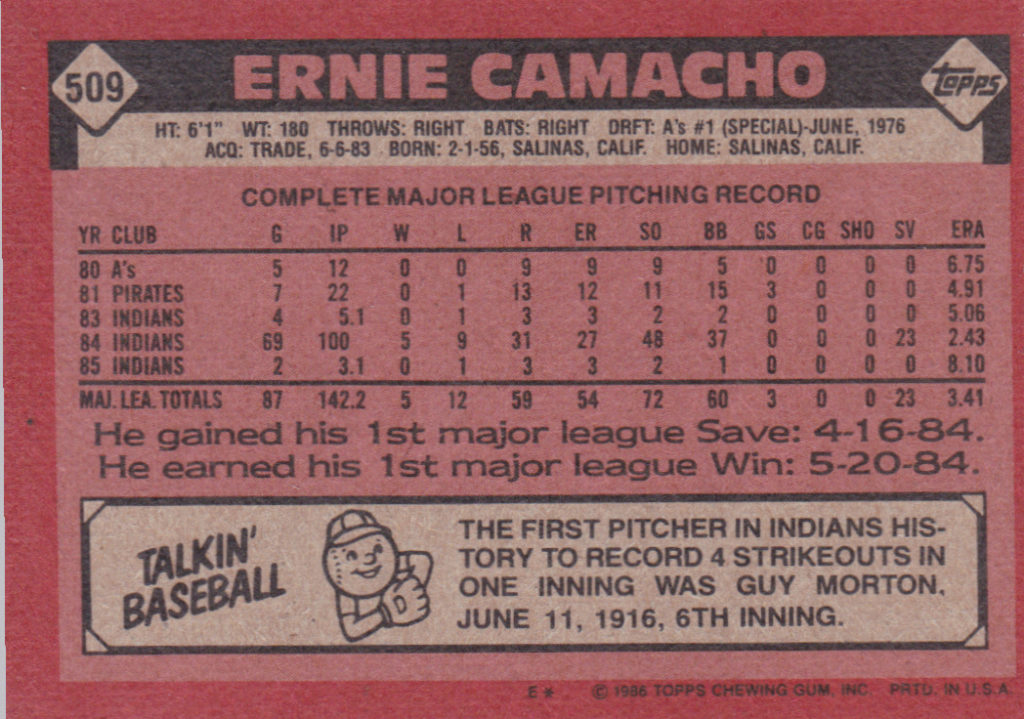 509 ERNIE CAMACHO Topps
HT: 6'1" WT: 180 THROWS: RIGHT BATS: RIGHT DRFT: A's #1 (SPECIAL)-JUNE, 1976
ACQ: TRADE, 6-6-83 BORN: 2-1-56, SALINAS, CALIF. HOME: SALINAS, CALIF.
COMPLETE MAJOR LEAGUE PITCHING RECORD
YR CLUB G IP W L R ER SO BB GS CG SHO SV ERA
80 A's 5 12 0 0 9 9 9 5 0 0 0 0 6.75
81 PIRATES 7 22 0 1 13 12 11 15 3 0 0 0 4.91
83 INDIANS 4 5.1 0 1 3 3 2 2 0 0 0 0 5.06
84 INDIANS 69 100 5 9 31 27 48 37 0 0 0 23 2.43
85 INDIANS 2 3.1 0 1 3 3 2 1 0 0 0 0 8.10
MAJ. LEA. TOTALS 87 142.2 5 12 59 54 72 60 3 0 0 23 3.41
He gained his 1st major league Save: 4-16-84.
He earned his 1st major league Win: 5-20-84.
TALKIN'
BASEBALL
THE FIRST PITCHER IN INDIANS HIS-
TORY TO RECORD 4 STRIKEOUTS IN
ONE INNING WAS GUY MORTON,
JUNE 11, 1916, 6TH INNING.
E* © 1986 TOPPS CHEWING GUM, INC. PRTD. IN U.S.A.